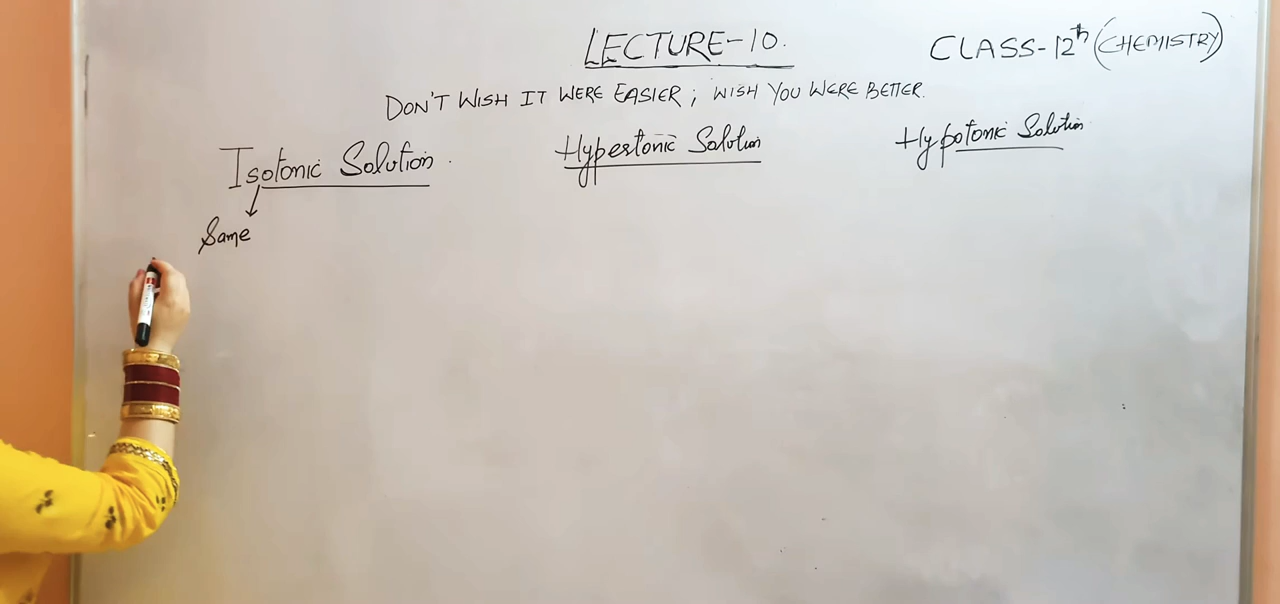 LECTURE-10.
CLASS-12th (CHEMISTRY)
DON'T WISH IT WERE EASIER; WISH YOU WERE BETTER.
Isotonic Solution.
Hypertonic Solution
Hypotonic Solution
Same